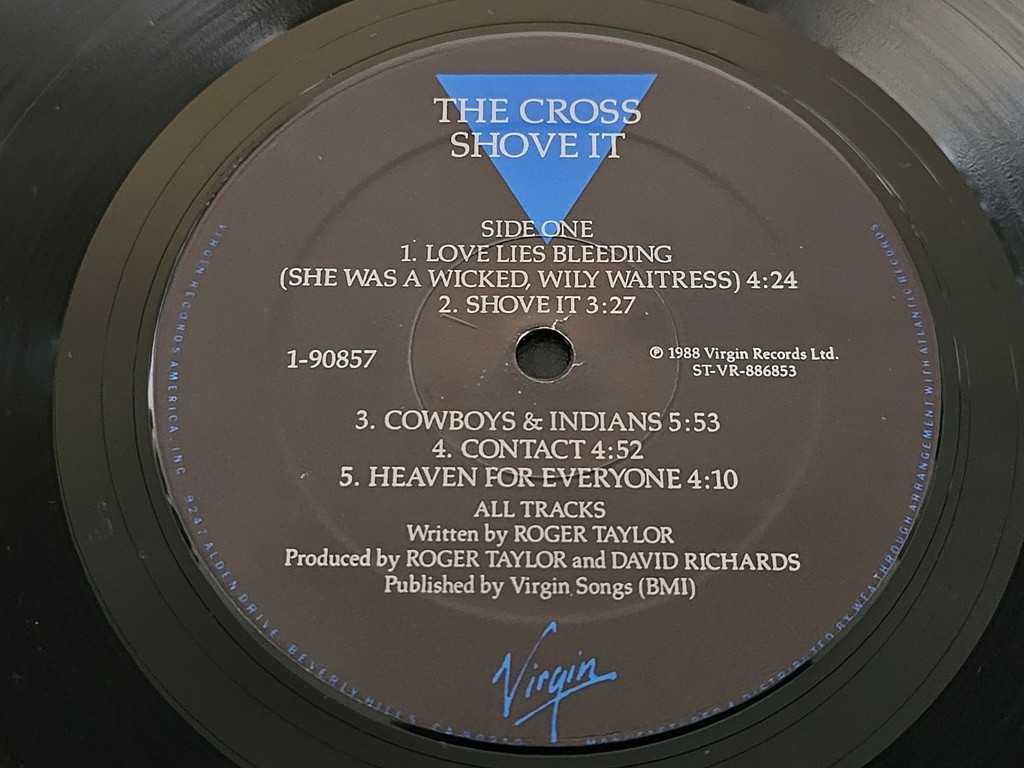 THE CROSS
SHOVE IT
SIDE ONE
1. LOVE LIES BLEEDING
(SHE WAS A WICKED, WILY WAITRESS) 4:24
2. SHOVE IT 3:27
1-90857
℗ 1988 Virgin Records Ltd.
ST-VR-886853
3. COWBOYS & INDIANS 5:53
4. CONTACT 4:52
5. HEAVEN FOR EVERYONE 4:10
ALL TRACKS
Written by ROGER TAYLOR
Produced by ROGER TAYLOR and DAVID RICHARDS
Published by Virgin Songs (BMI)
Virgin
VIRGIN RECORDS AMERICA, INC. 9247 ALDEN DRIVE, BEVERLY HILLS, CA
& DISTRIBUTED BY WEA THROUGH ARRANGEMENT WITH ATLANTIC RECORDS